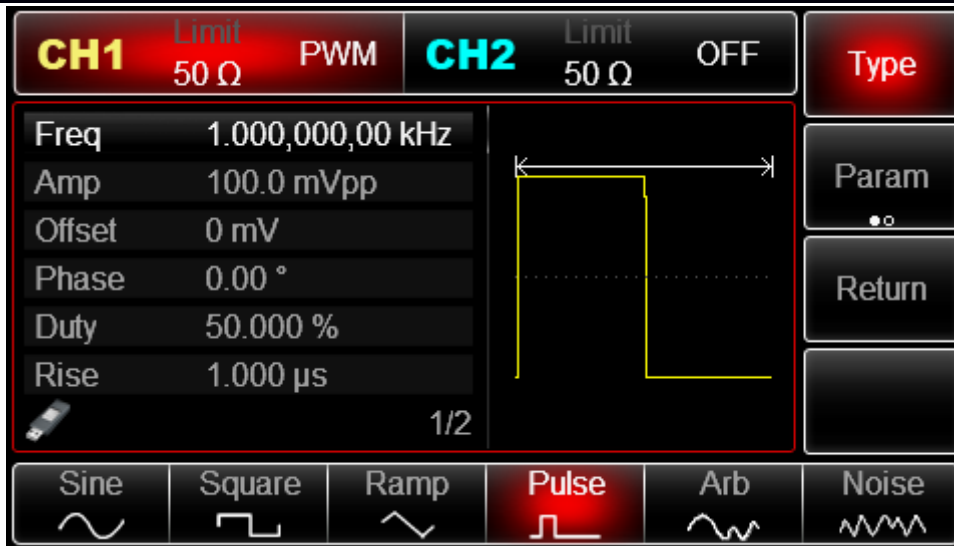 CH1 Limit 50 Ω PWM CH2 Limit 50 Ω OFF
Type
Freq 1.000,000,00 kHz
Amp 100.0 mVpp
Offset 0 mV
Phase 0.00 °
Duty 50.000 %
Rise 1.000 µs
1/2
Param
Return
Sine Square Ramp Pulse Arb Noise